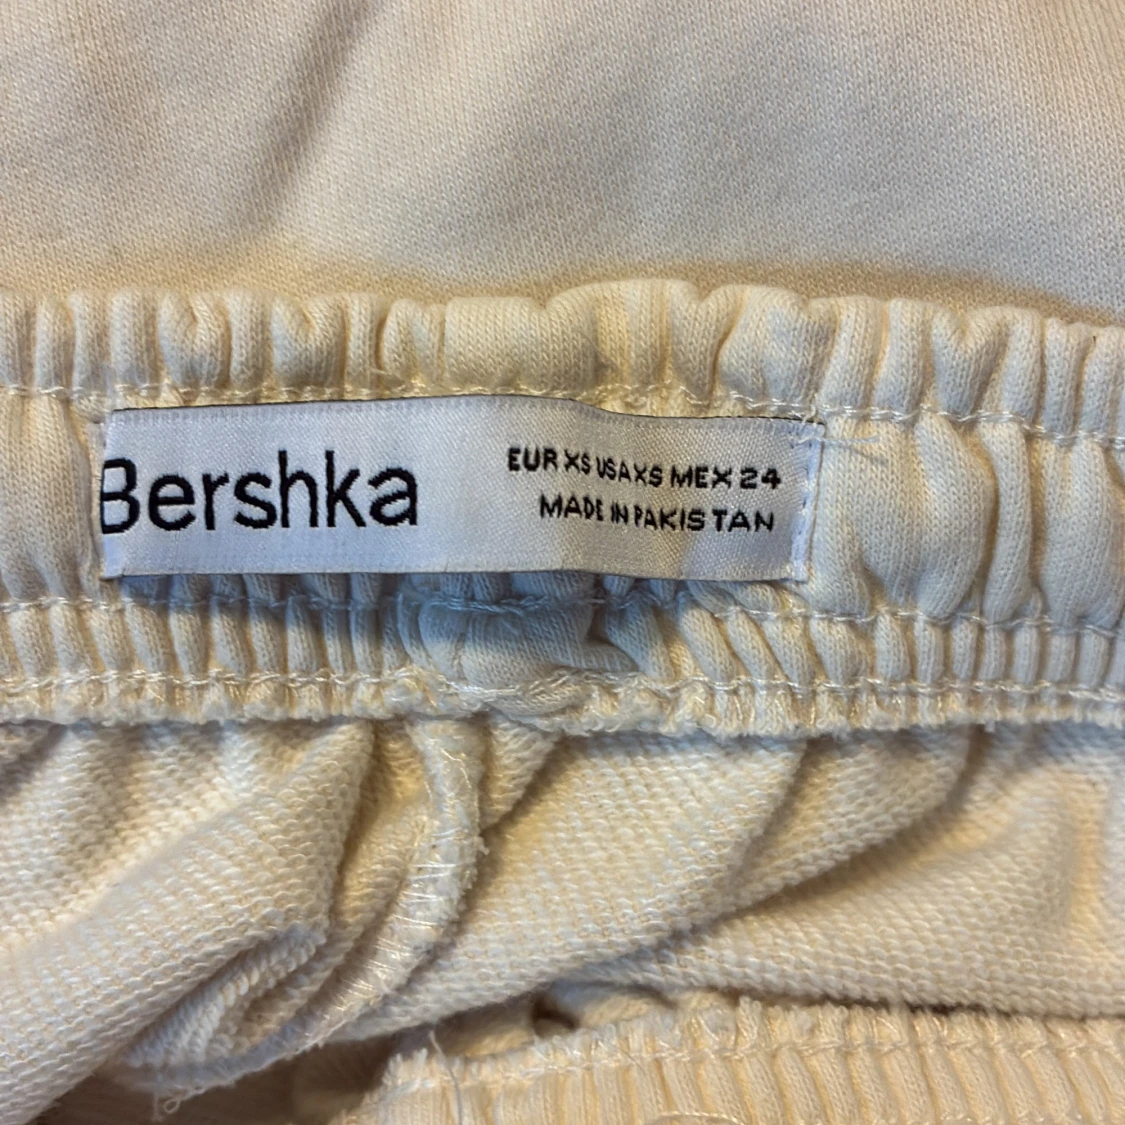 Bershka
EUR XS USA XS MEX 24
MADE IN PAKISTAN